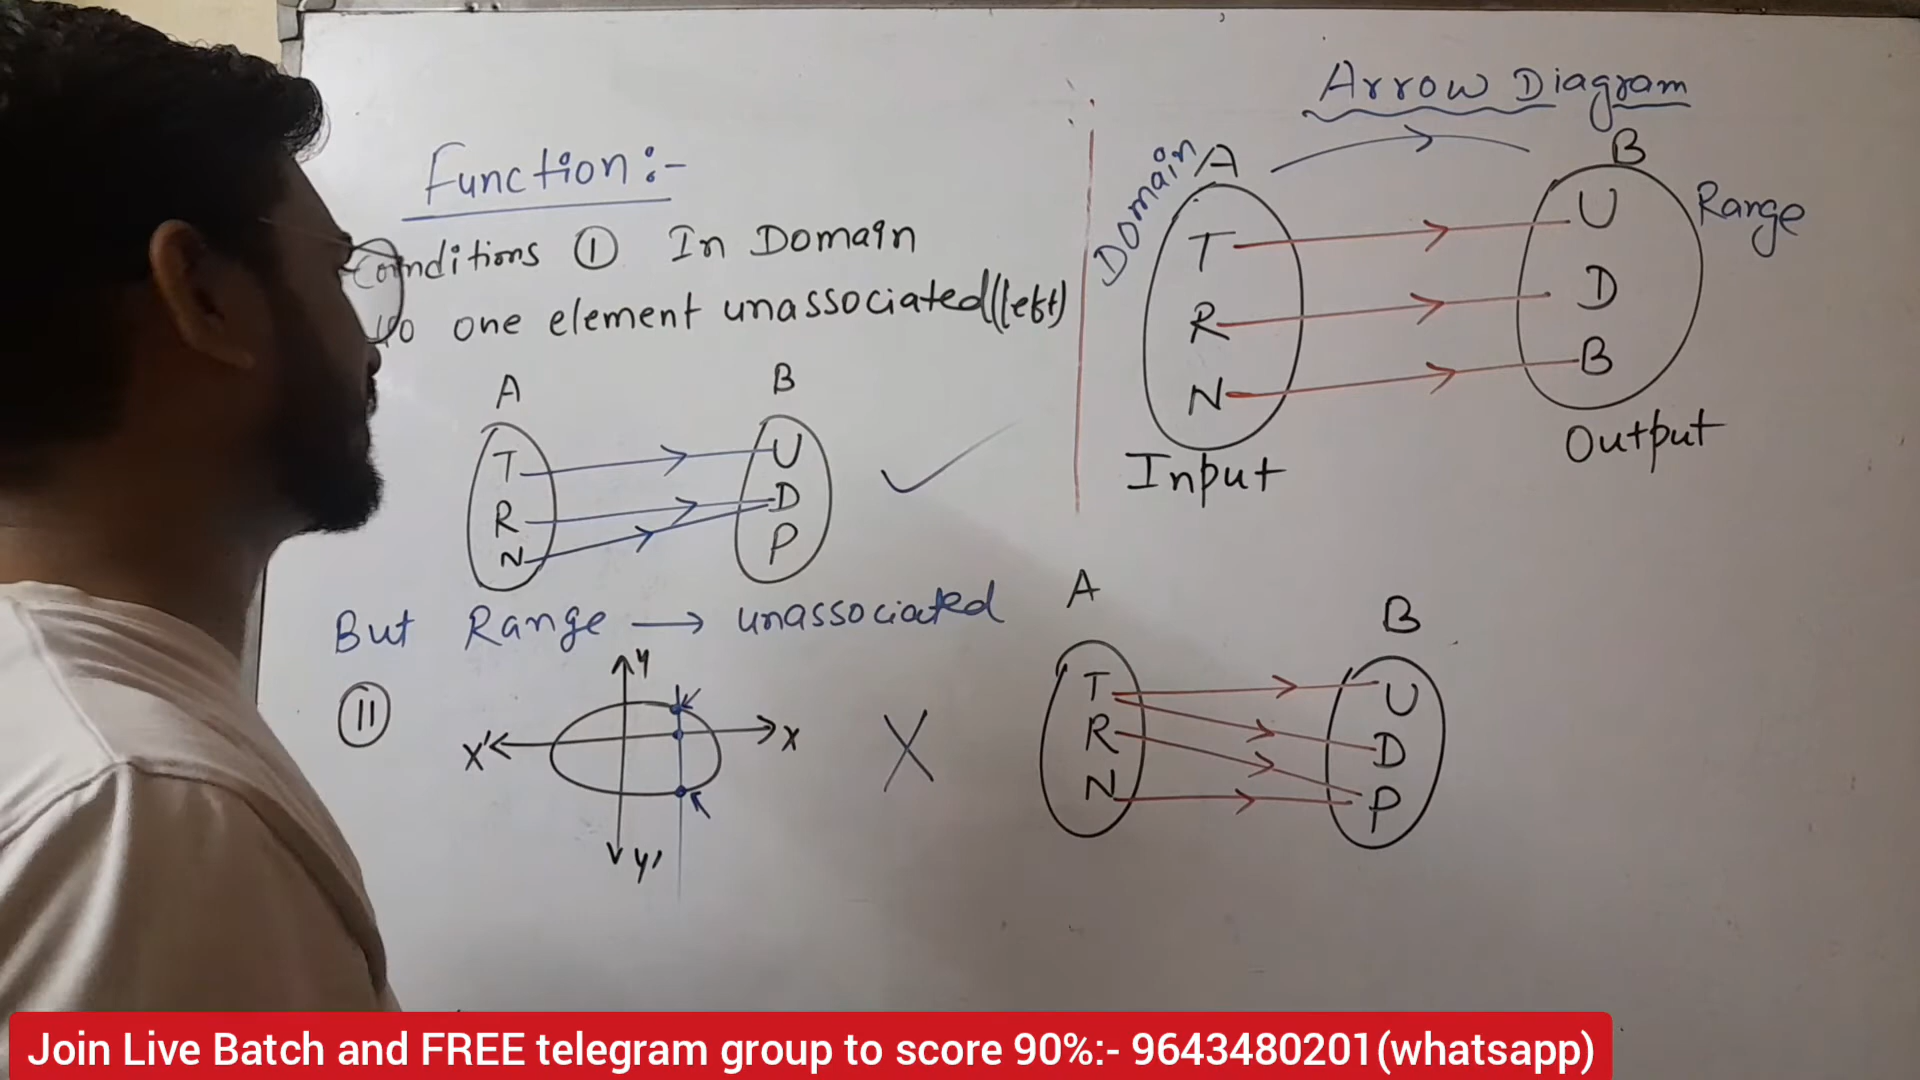 Function :-
Conditions ① In Domain
No one element unassociated(left)
A B
T U
R D
N P
But Range → unassociated
⑪
y
x' x
y'
X
Arrow Diagram
Domain A B Range
T U
R D
N B
Input Output
A B
T U
R D
N P
Join Live Batch and FREE telegram group to score 90%:- 9643480201(whatsapp)